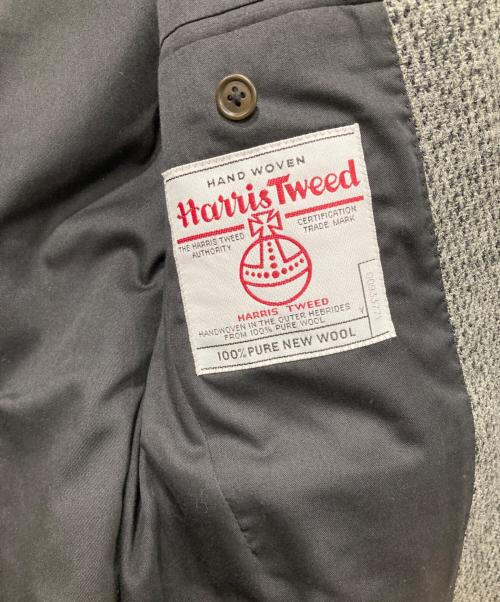 HAND WOVEN
Harris Tweed
THE HARRIS TWEED
AUTHORITY
CERTIFICATION
TRADE MARK
HARRIS TWEED
HANDWOVEN IN THE OUTER HEBRIDES
FROM 100% PURE WOOL
Y
100% PURE NEW WOOL